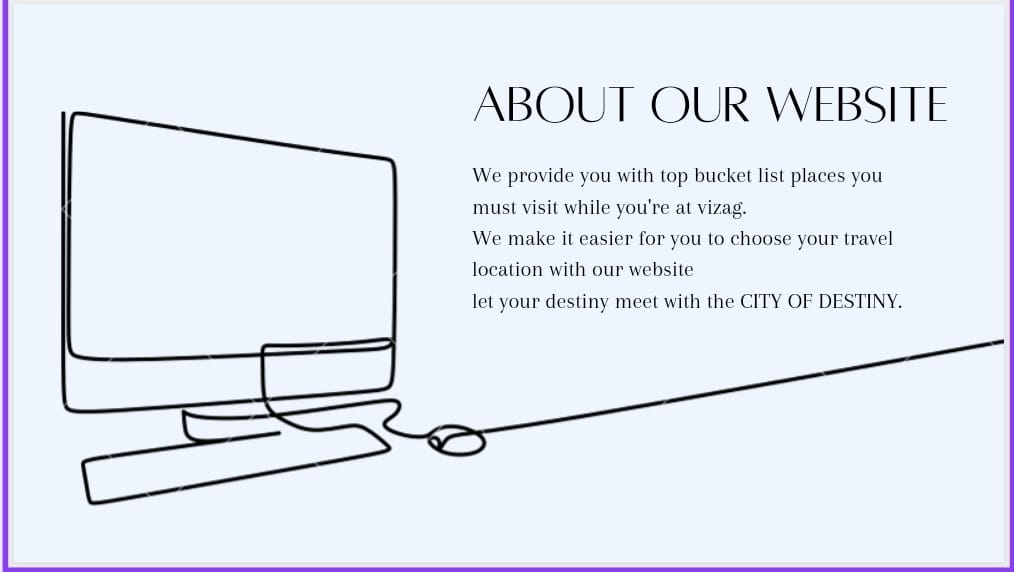 ABOUT OUR WEBSITE
We provide you with top bucket list places you
must visit while you're at vizag.
We make it easier for you to choose your travel
location with our website
let your destiny meet with the CITY OF DESTINY.